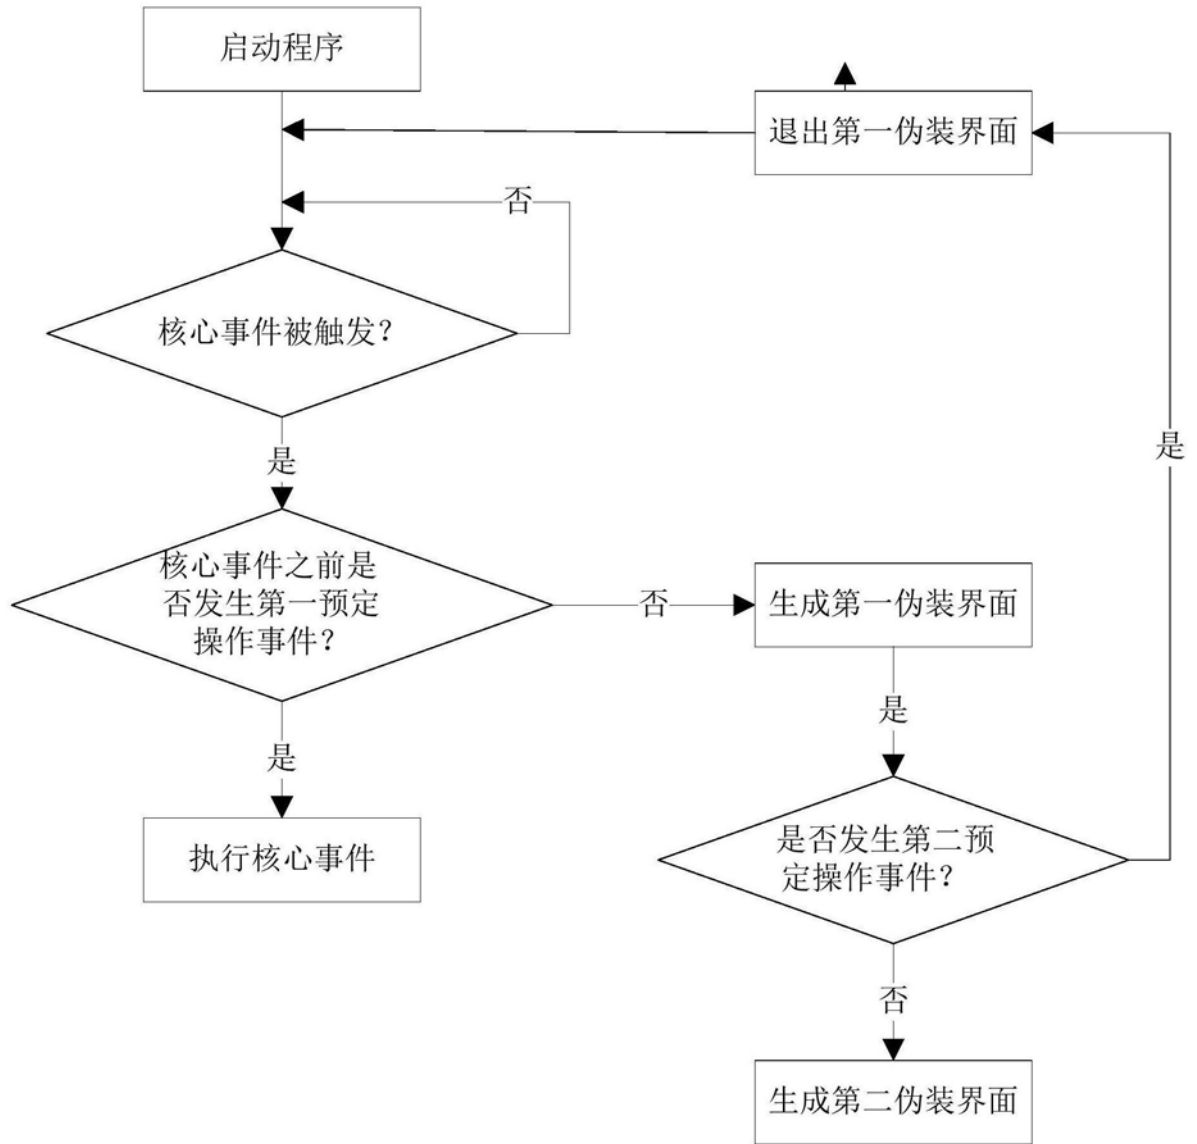 启动程序
退出第一伪装界面
否
核心事件被触发？
是
是
核心事件之前是
否发生第一预定
操作事件？
否
生成第一伪装界面
是
是
执行核心事件
是否发生第二预
定操作事件？
否
生成第二伪装界面